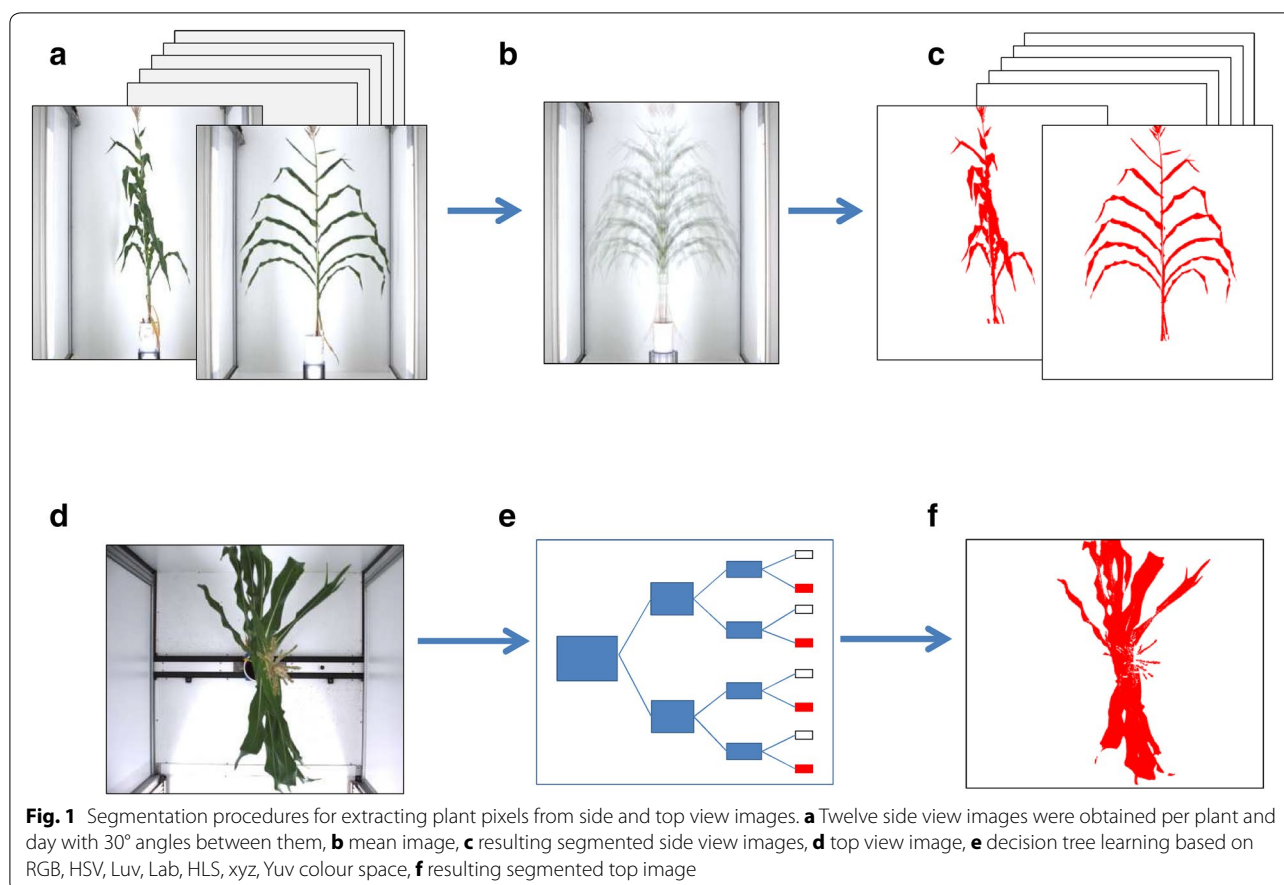 a
b
c
d
e
f
Fig. 1 Segmentation procedures for extracting plant pixels from side and top view images. a Twelve side view images were obtained per plant and
day with 30° angles between them, b mean image, c resulting segmented side view images, d top view image, e decision tree learning based on
RGB, HSV, Luv, Lab, HLS, xyz, Yuv colour space, f resulting segmented top image